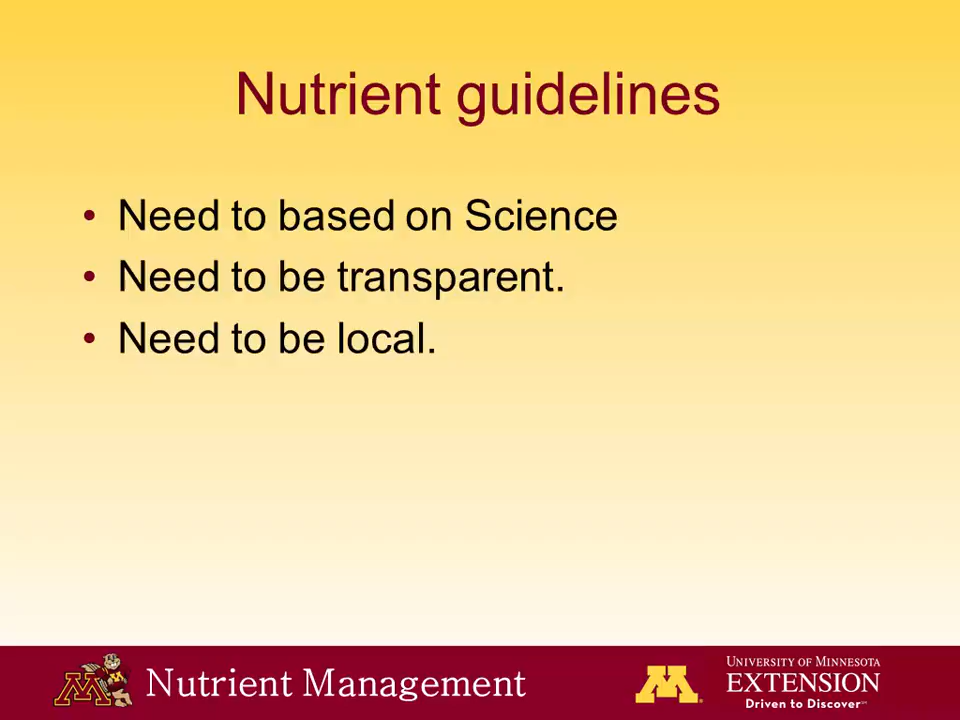 Nutrient guidelines
• Need to based on Science
• Need to be transparent.
• Need to be local.
M
Nutrient Management
M
UNIVERSITY OF MINNESOTA
EXTENSION
Driven to Discover℠